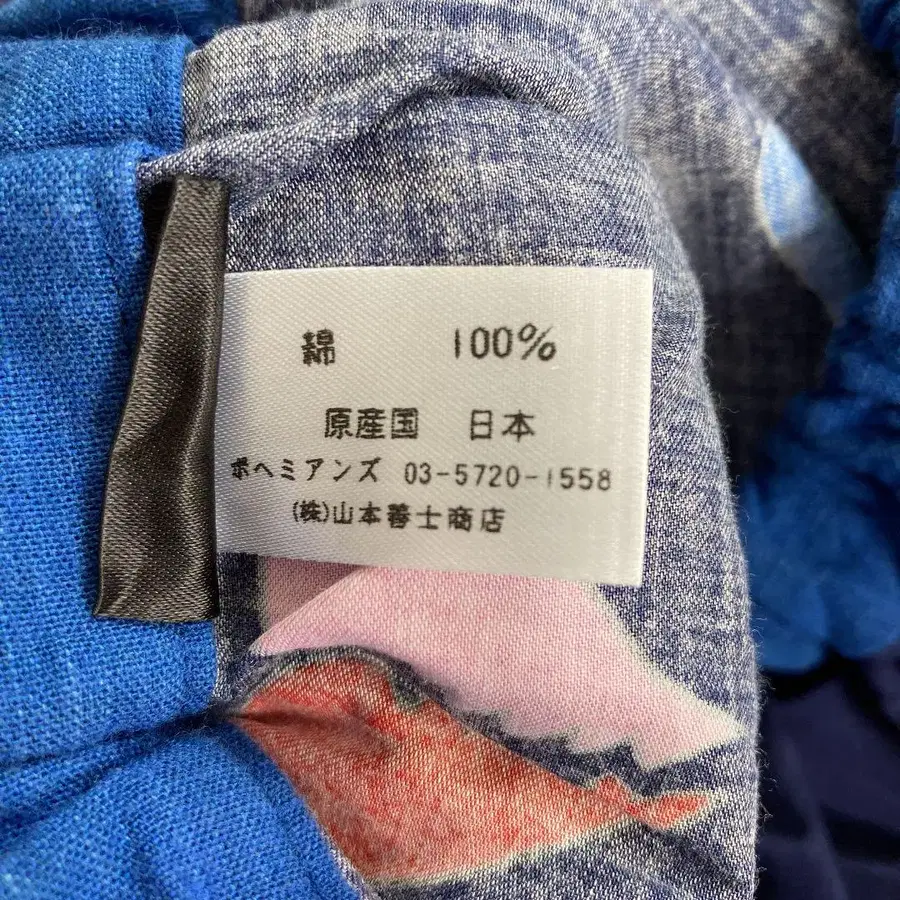 綿 100%
原産国 日本
ボヘミアンズ 03-5720-1558
(株)山本善士商店